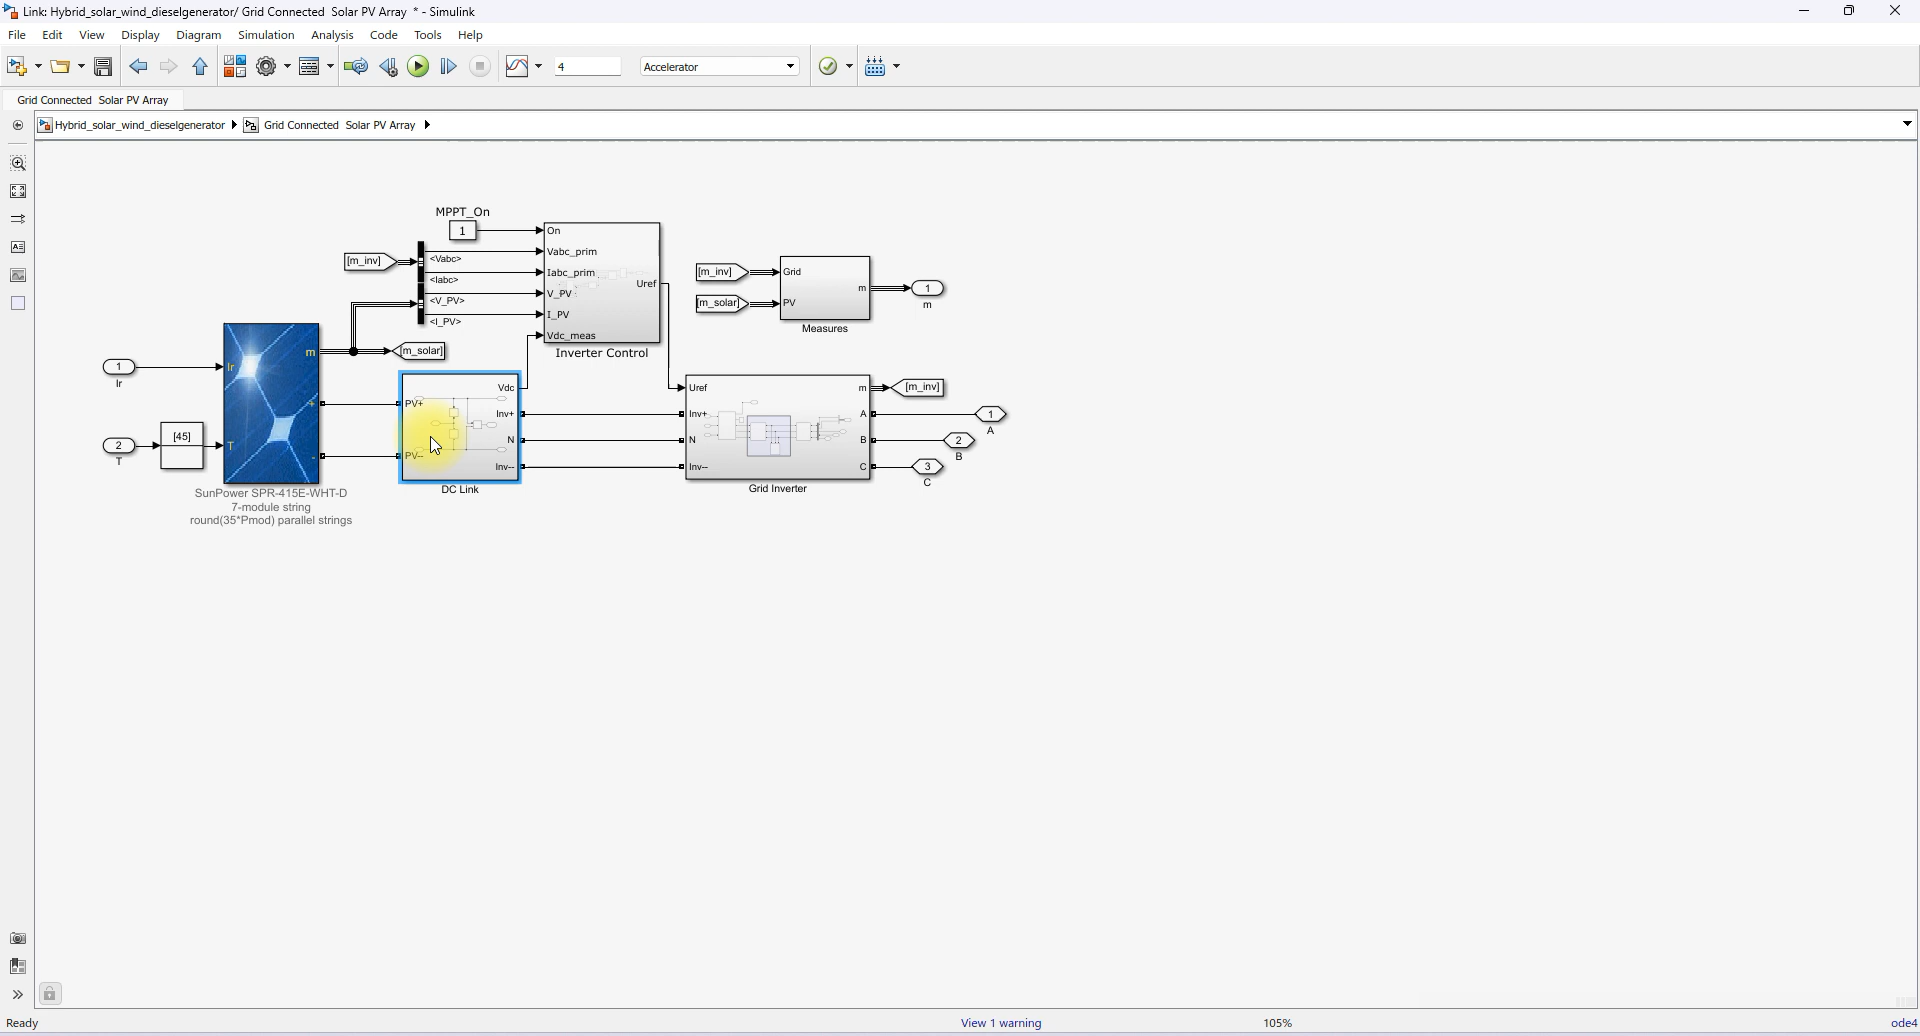 Link: Hybrid_solar_wind_dieselgenerator/ Grid Connected Solar PV Array * - Simulink
File Edit View Display Diagram Simulation Analysis Code Tools Help
4 Accelerator
Grid Connected Solar PV Array
Hybrid_solar_wind_dieselgenerator Grid Connected Solar PV Array
MPPT_On
1
[m_inv]
<Vabc>
<Iabc>
<V_PV>
<I_PV>
On
Vabc_prim
Iabc_prim
V_PV
I_PV
Vdc_meas
Uref
Inverter Control
[m_inv]
[m_solar]
Grid
PV
m
Measures
1
m
1
Ir
2
T
[45]
Ir
T
m
+
-
[m_solar]
SunPower SPR-415E-WHT-D
7-module string
round(35*Pmod) parallel strings
PV+
PV--
Vdc
Inv+
N
Inv--
DC Link
Uref
Inv+
N
Inv--
m
A
B
C
Grid Inverter
[m_inv]
1
A
2
B
3
C
Ready View 1 warning 105% ode4